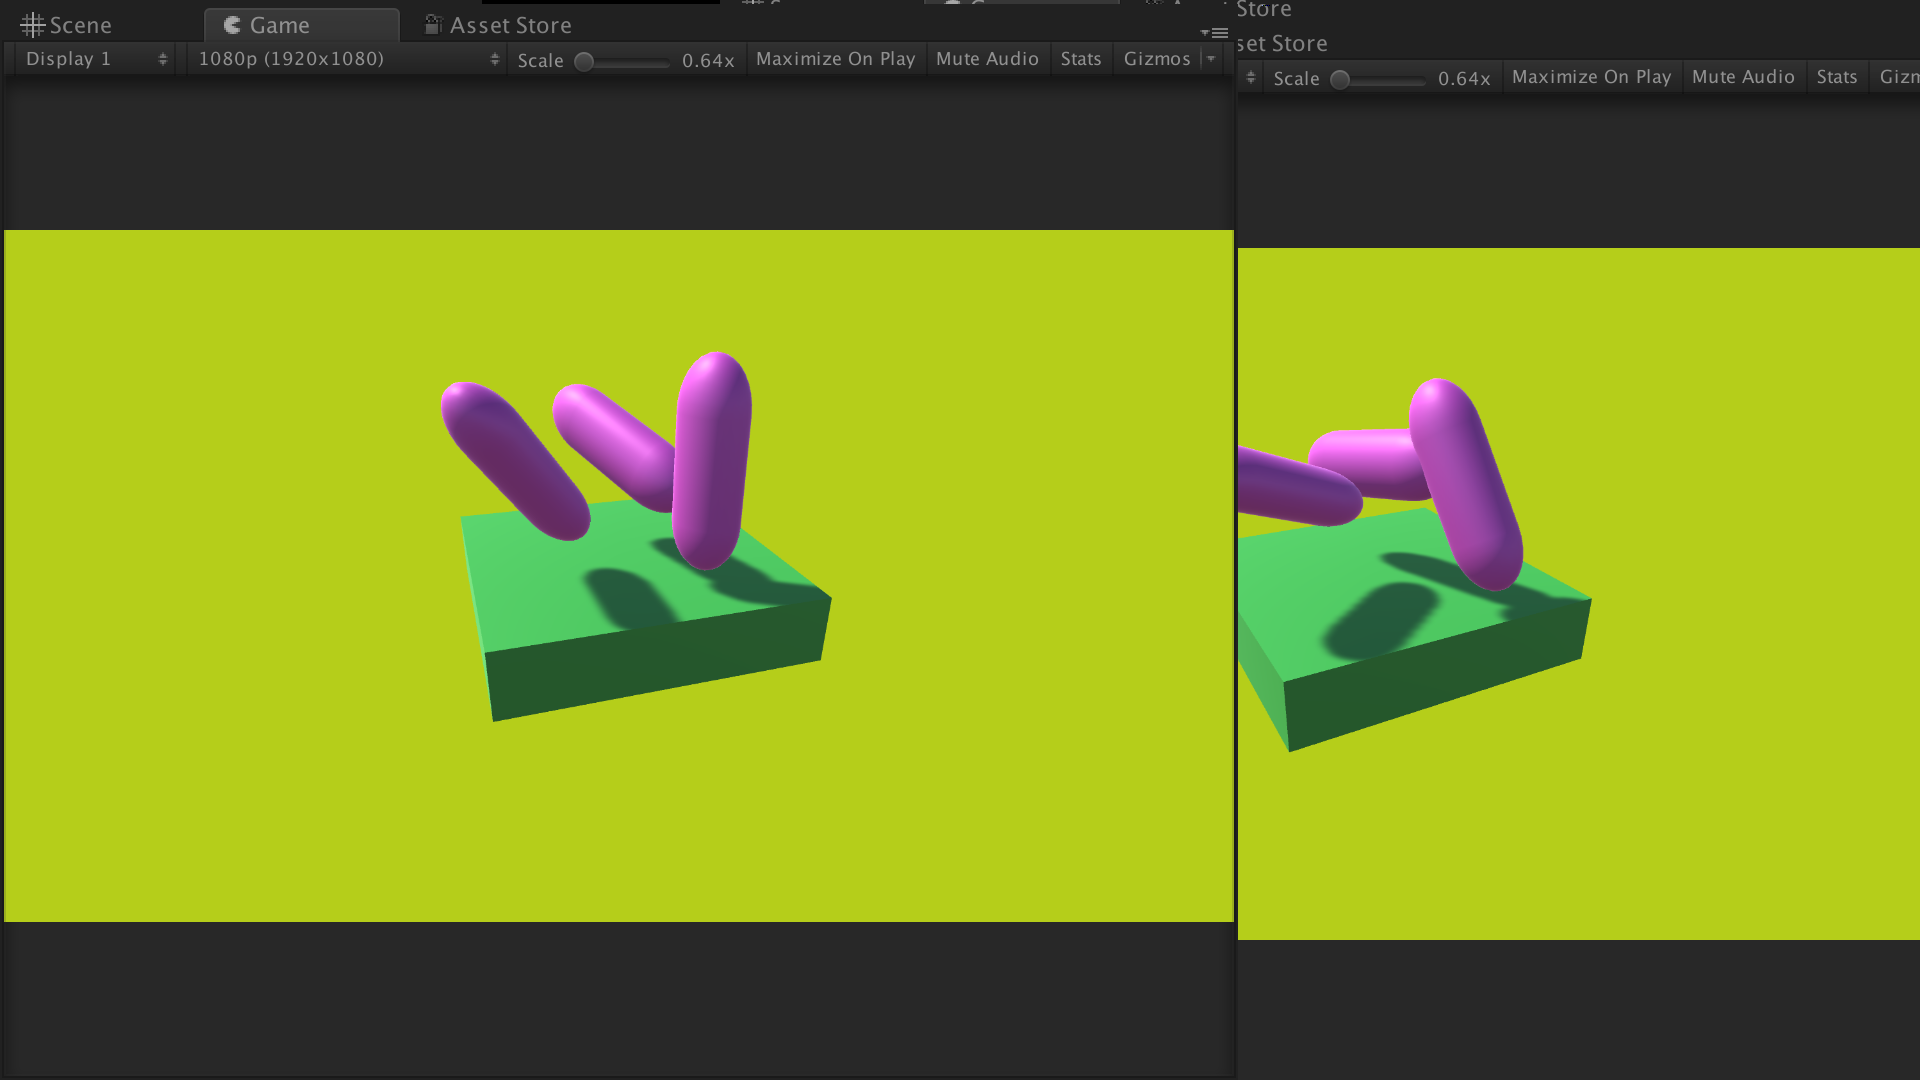 Store
Scene Game Asset Store
set Store
Display 1 1080p (1920x1080) Scale 0.64x Maximize On Play Mute Audio Stats Gizmos
Scale 0.64x Maximize On Play Mute Audio Stats Gizm